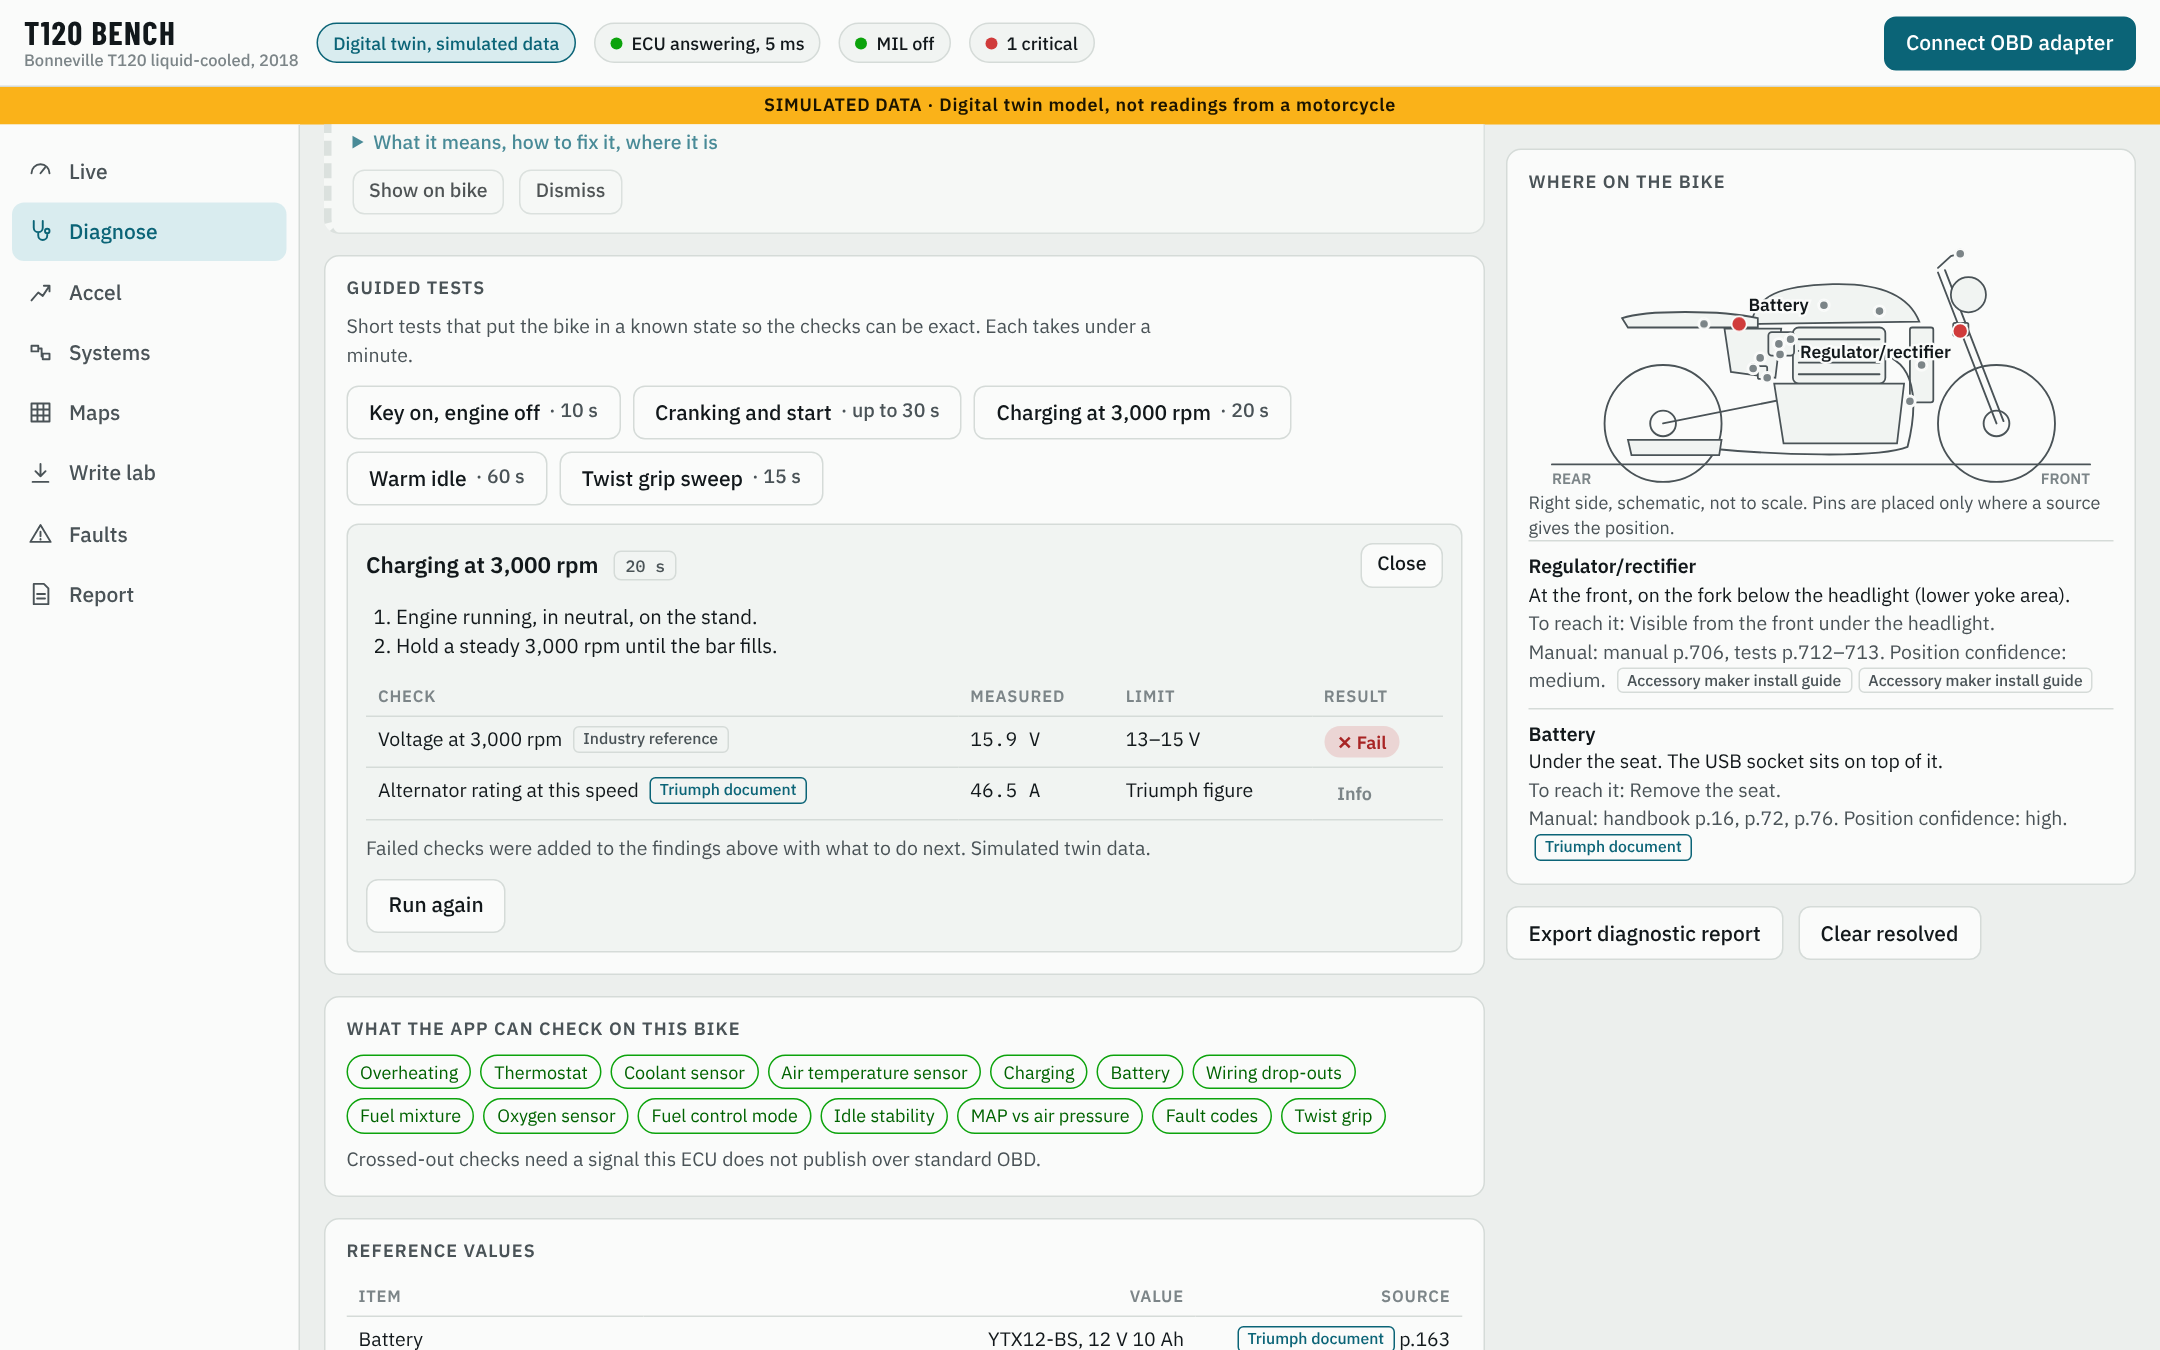 T120 BENCH
Bonneville T120 liquid-cooled, 2018
Digital twin, simulated data
ECU answering, 5 ms
MIL off
1 critical
Connect OBD adapter
SIMULATED DATA · Digital twin model, not readings from a motorcycle
Live
Diagnose
Accel
Systems
Maps
Write lab
Faults
Report
What it means, how to fix it, where it is
Show on bike
Dismiss
GUIDED TESTS
Short tests that put the bike in a known state so the checks can be exact. Each takes under a
minute.
Key on, engine off · 10 s
Cranking and start · up to 30 s
Charging at 3,000 rpm · 20 s
Warm idle · 60 s
Twist grip sweep · 15 s
Charging at 3,000 rpm 20 s
Close
1. Engine running, in neutral, on the stand.
2. Hold a steady 3,000 rpm until the bar fills.
CHECK MEASURED LIMIT RESULT
Voltage at 3,000 rpm Industry reference 15.9 V 13–15 V ✕ Fail
Alternator rating at this speed Triumph document 46.5 A Triumph figure Info
Failed checks were added to the findings above with what to do next. Simulated twin data.
Run again
WHAT THE APP CAN CHECK ON THIS BIKE
Overheating Thermostat Coolant sensor Air temperature sensor Charging Battery Wiring drop-outs
Fuel mixture Oxygen sensor Fuel control mode Idle stability MAP vs air pressure Fault codes Twist grip
Crossed-out checks need a signal this ECU does not publish over standard OBD.
REFERENCE VALUES
ITEM VALUE SOURCE
Battery YTX12-BS, 12 V 10 Ah Triumph document p.163
WHERE ON THE BIKE
Battery
Regulator/rectifier
REAR
FRONT
Right side, schematic, not to scale. Pins are placed only where a source
gives the position.
Regulator/rectifier
At the front, on the fork below the headlight (lower yoke area).
To reach it: Visible from the front under the headlight.
Manual: manual p.706, tests p.712–713. Position confidence:
medium. Accessory maker install guide Accessory maker install guide
Battery
Under the seat. The USB socket sits on top of it.
To reach it: Remove the seat.
Manual: handbook p.16, p.72, p.76. Position confidence: high.
Triumph document
Export diagnostic report
Clear resolved